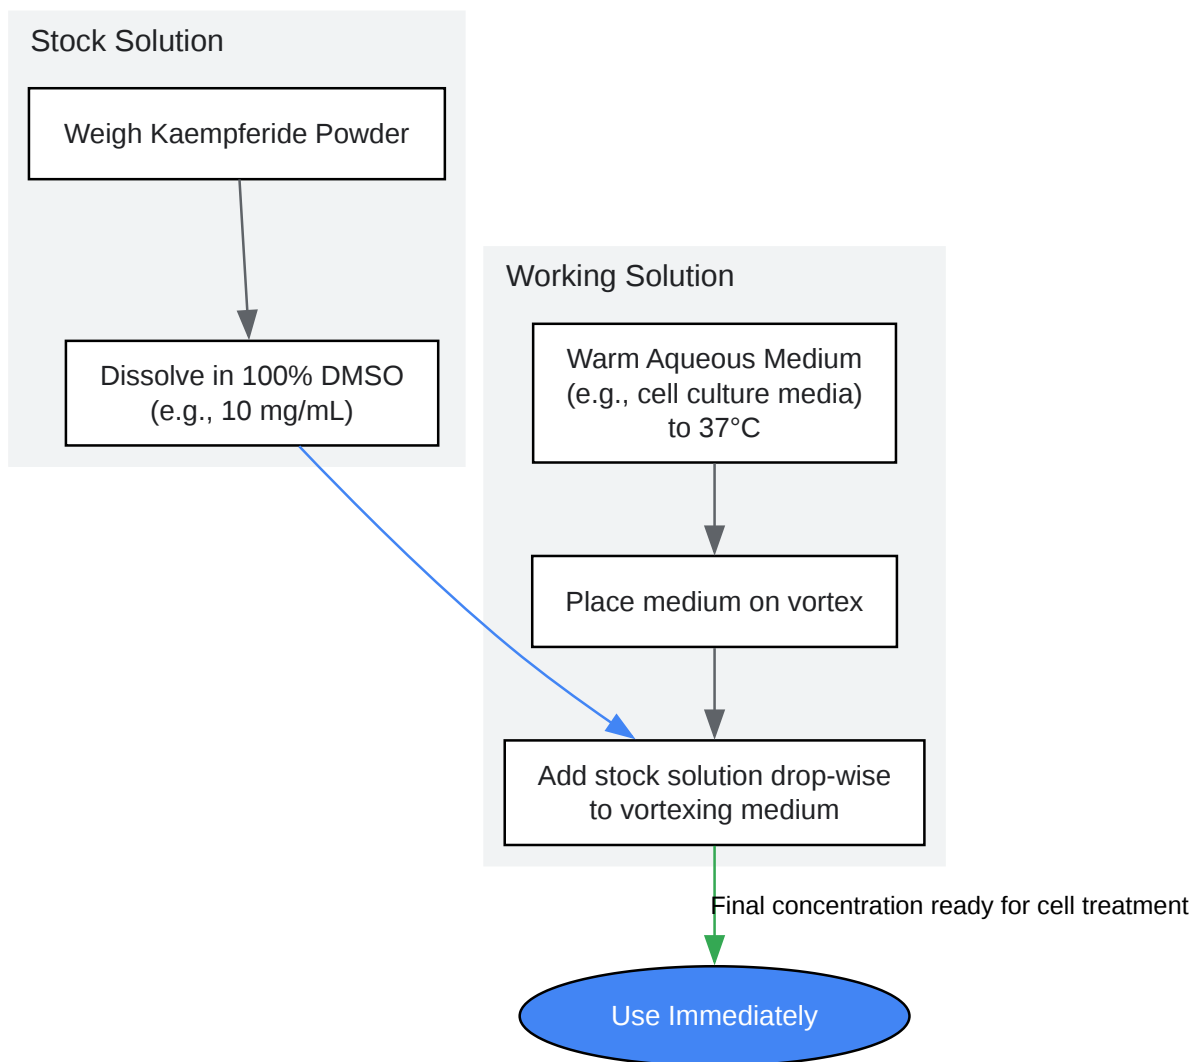 Stock Solution
Weigh Kaempferide Powder
Dissolve in 100% DMSO
(e.g., 10 mg/mL)
Working Solution
Warm Aqueous Medium
(e.g., cell culture media)
to 37°C
Place medium on vortex
Add stock solution drop-wise
to vortexing medium
Final concentration ready for cell treatment
Use Immediately